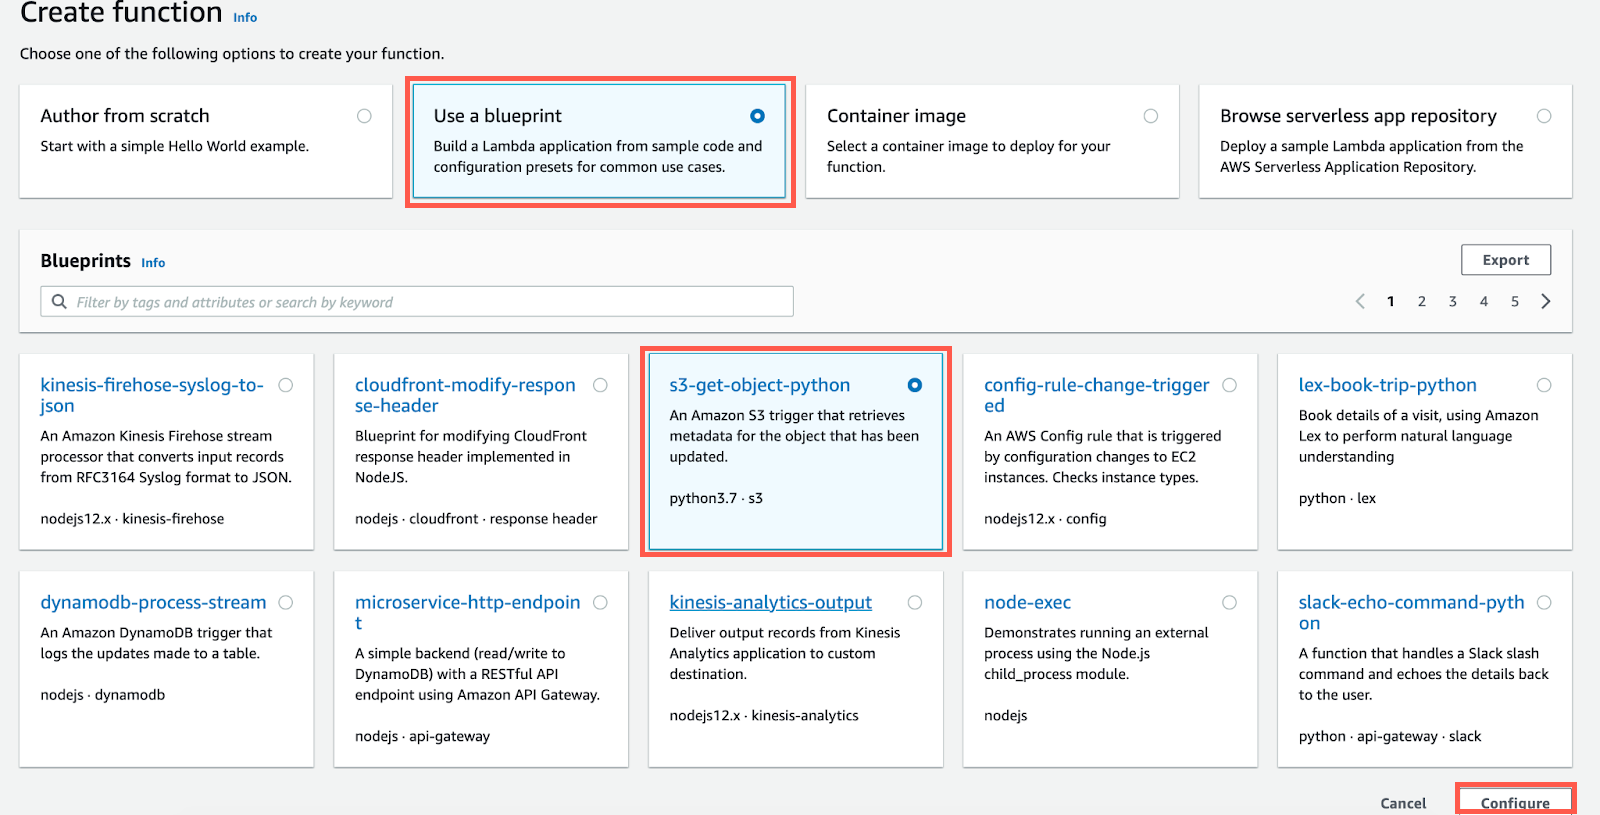 Create function Info
Choose one of the following options to create your function.
Author from scratch
Start with a simple Hello World example.
Use a blueprint
Build a Lambda application from sample code and
configuration presets for common use cases.
Container image
Select a container image to deploy for your
function.
Browse serverless app repository
Deploy a sample Lambda application from the
AWS Serverless Application Repository.
Blueprints Info
Export
Filter by tags and attributes or search by keyword
1 2 3 4 5
kinesis-firehose-syslog-to-
json
An Amazon Kinesis Firehose stream
processor that converts input records
from RFC3164 Syslog format to JSON.
nodejs12.x · kinesis-firehose
cloudfront-modify-respon
se-header
Blueprint for modifying CloudFront
response header implemented in
NodeJS.
nodejs · cloudfront · response header
s3-get-object-python
An Amazon S3 trigger that retrieves
metadata for the object that has been
updated.
python3.7 · s3
config-rule-change-trigger
ed
An AWS Config rule that is triggered
by configuration changes to EC2
instances. Checks instance types.
nodejs12.x · config
lex-book-trip-python
Book details of a visit, using Amazon
Lex to perform natural language
understanding
python · lex
dynamodb-process-stream
An Amazon DynamoDB trigger that
logs the updates made to a table.
nodejs · dynamodb
microservice-http-endpoin
t
A simple backend (read/write to
DynamoDB) with a RESTful API
endpoint using Amazon API Gateway.
nodejs · api-gateway
kinesis-analytics-output
Deliver output records from Kinesis
Analytics application to custom
destination.
nodejs12.x · kinesis-analytics
node-exec
Demonstrates running an external
process using the Node.js
child_process module.
nodejs
slack-echo-command-pyth
on
A function that handles a Slack slash
command and echoes the details back
to the user.
python · api-gateway · slack
Cancel
Configure